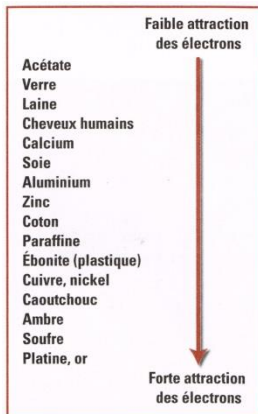 Faible attraction
des électrons
Acétate
Verre
Laine
Cheveux humains
Calcium
Soie
Aluminium
Zinc
Coton
Paraffine
Ébonite (plastique)
Cuivre, nickel
Caoutchouc
Ambre
Soufre
Platine, or
Forte attraction
des électrons